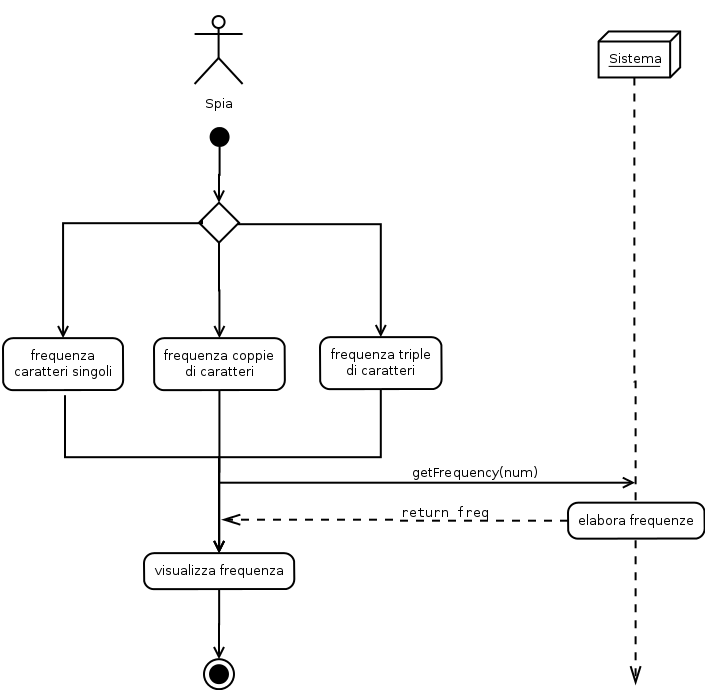 Sistema
Spia
frequenza
caratteri singoli
frequenza coppie
di caratteri
frequenza triple
di caratteri
getFrequency(num)
return freq
elabora frequenze
visualizza frequenza